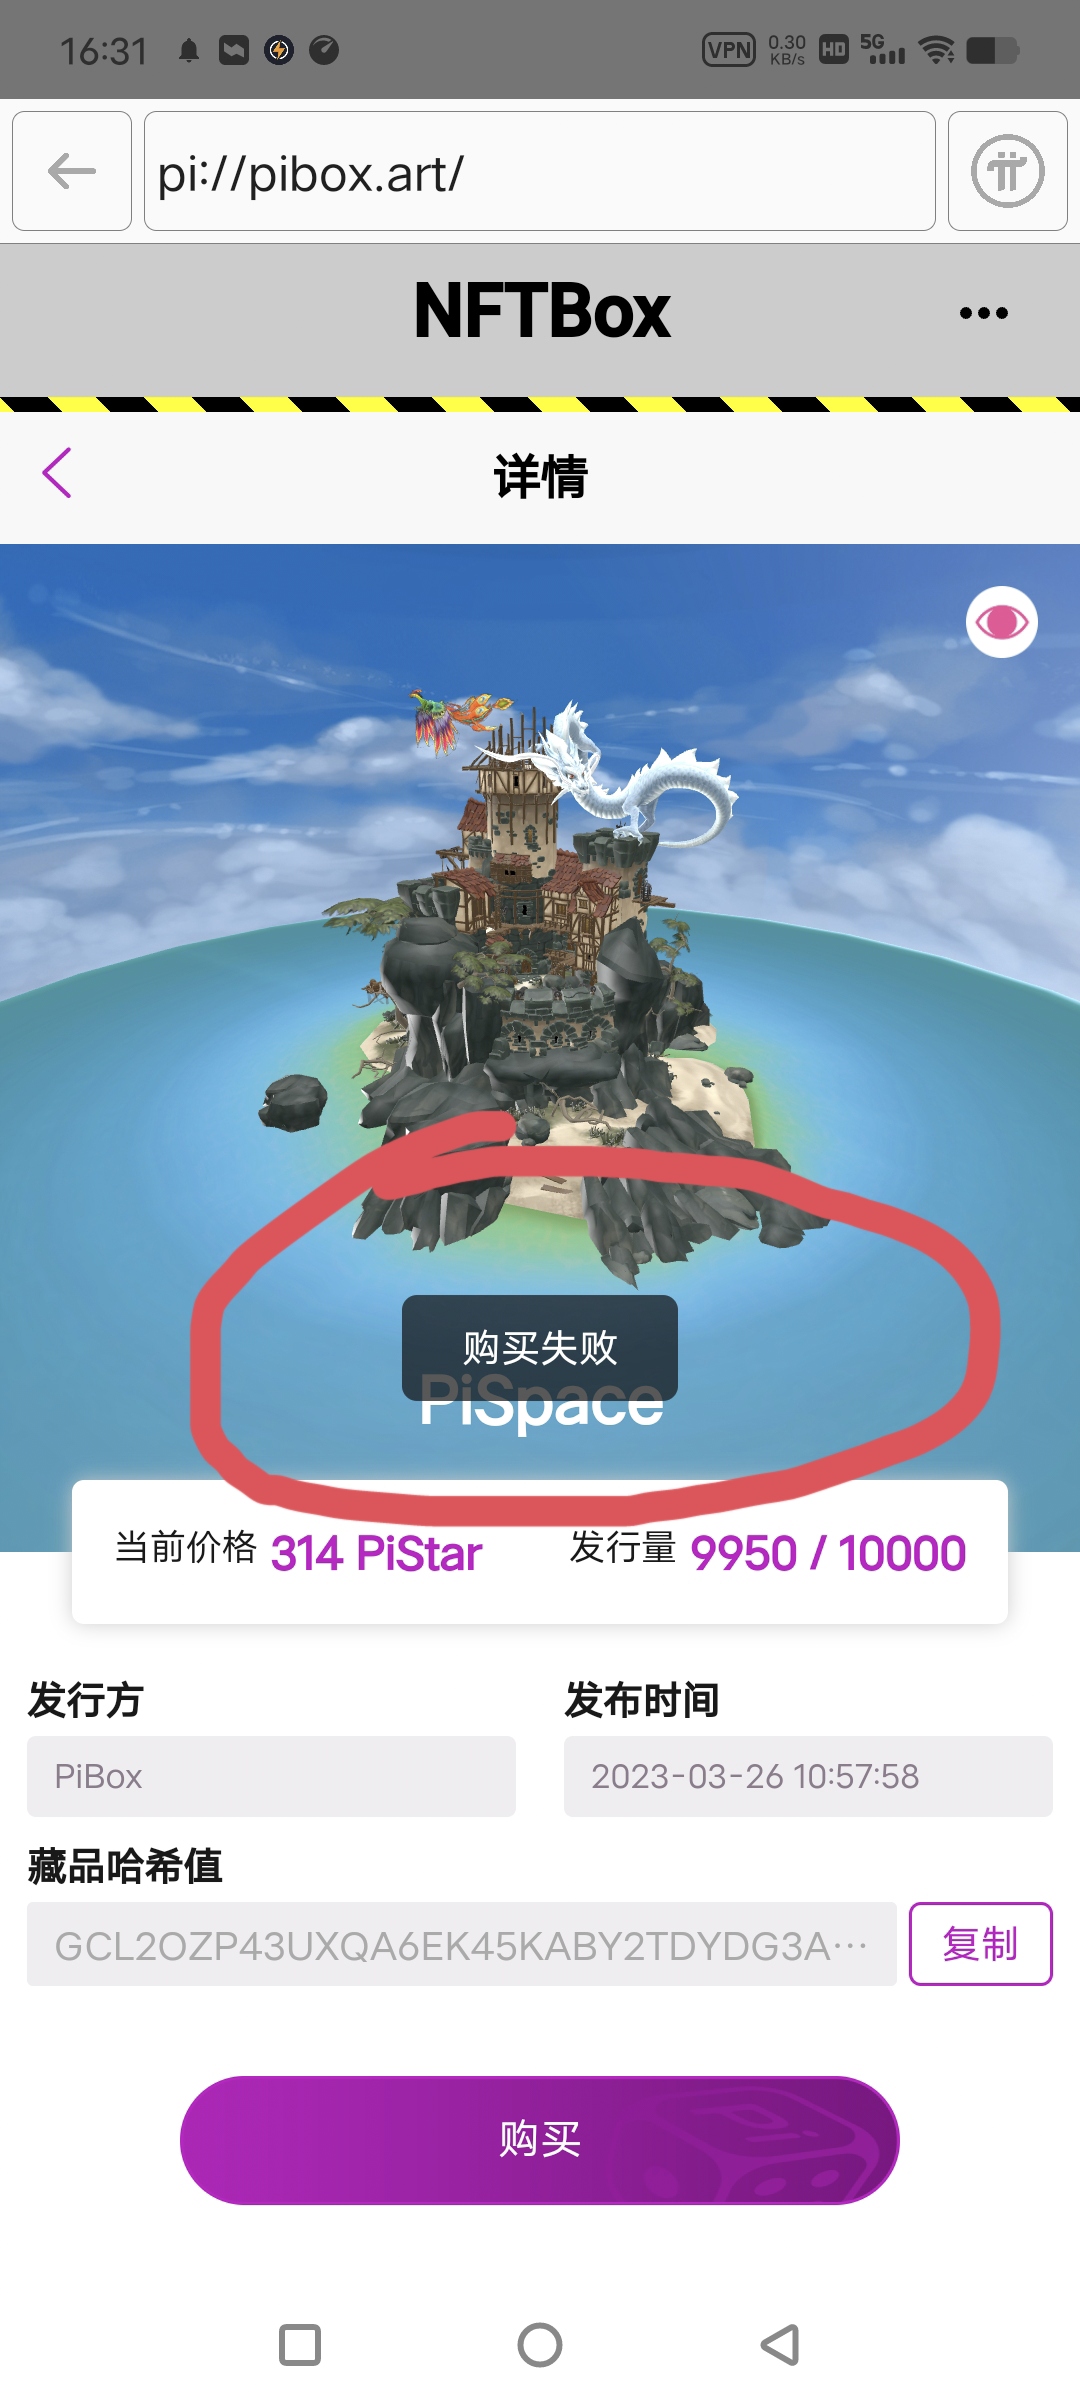 16:31
VPN
0.30
KB/s
HD
5G
pi://pibox.art/
NFTBox
详情
购买失败
PiSpace
当前价格 314 PiStar 发行量 9950 / 10000
发行方 发布时间
PiBox 2023-03-26 10:57:58
藏品哈希值
GCL2OZP43UXQA6EK45KABY2TDYDG3A··· 复制
购买